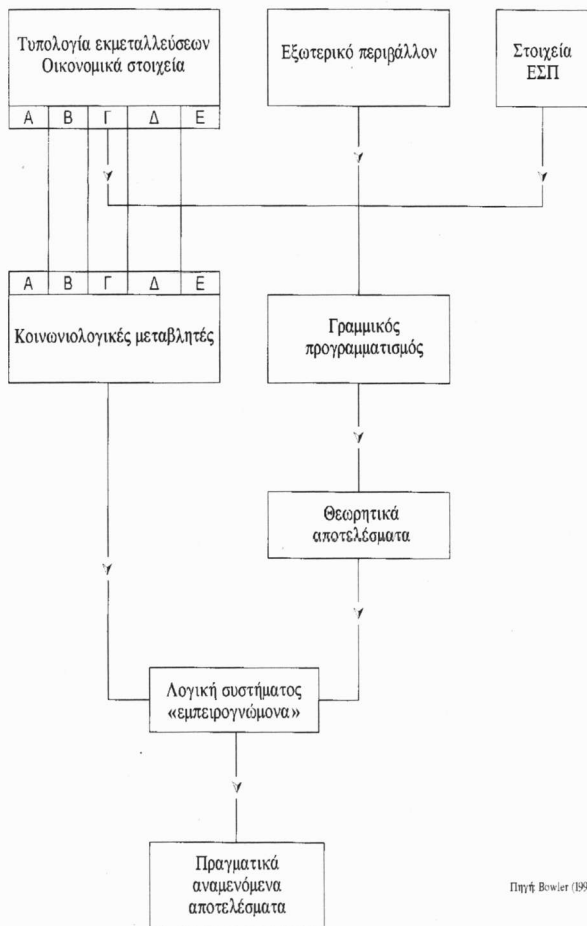 Τυπολογία εκμεταλλεύσεων
Οικονομικά στοιχεία
Α Β Γ Δ Ε
Εξωτερικό περιβάλλον
Στοιχεία
ΕΣΠ
Α Β Γ Δ Ε
Κοινωνιολογικές μεταβλητές
Γραμμικός
προγραμματισμός
Θεωρητικά
αποτελέσματα
Λογική συστήματος
«εμπειρογνώμονα»
Πραγματικά
αναμενόμενα
αποτελέσματα
Πηγή: Bowler (199